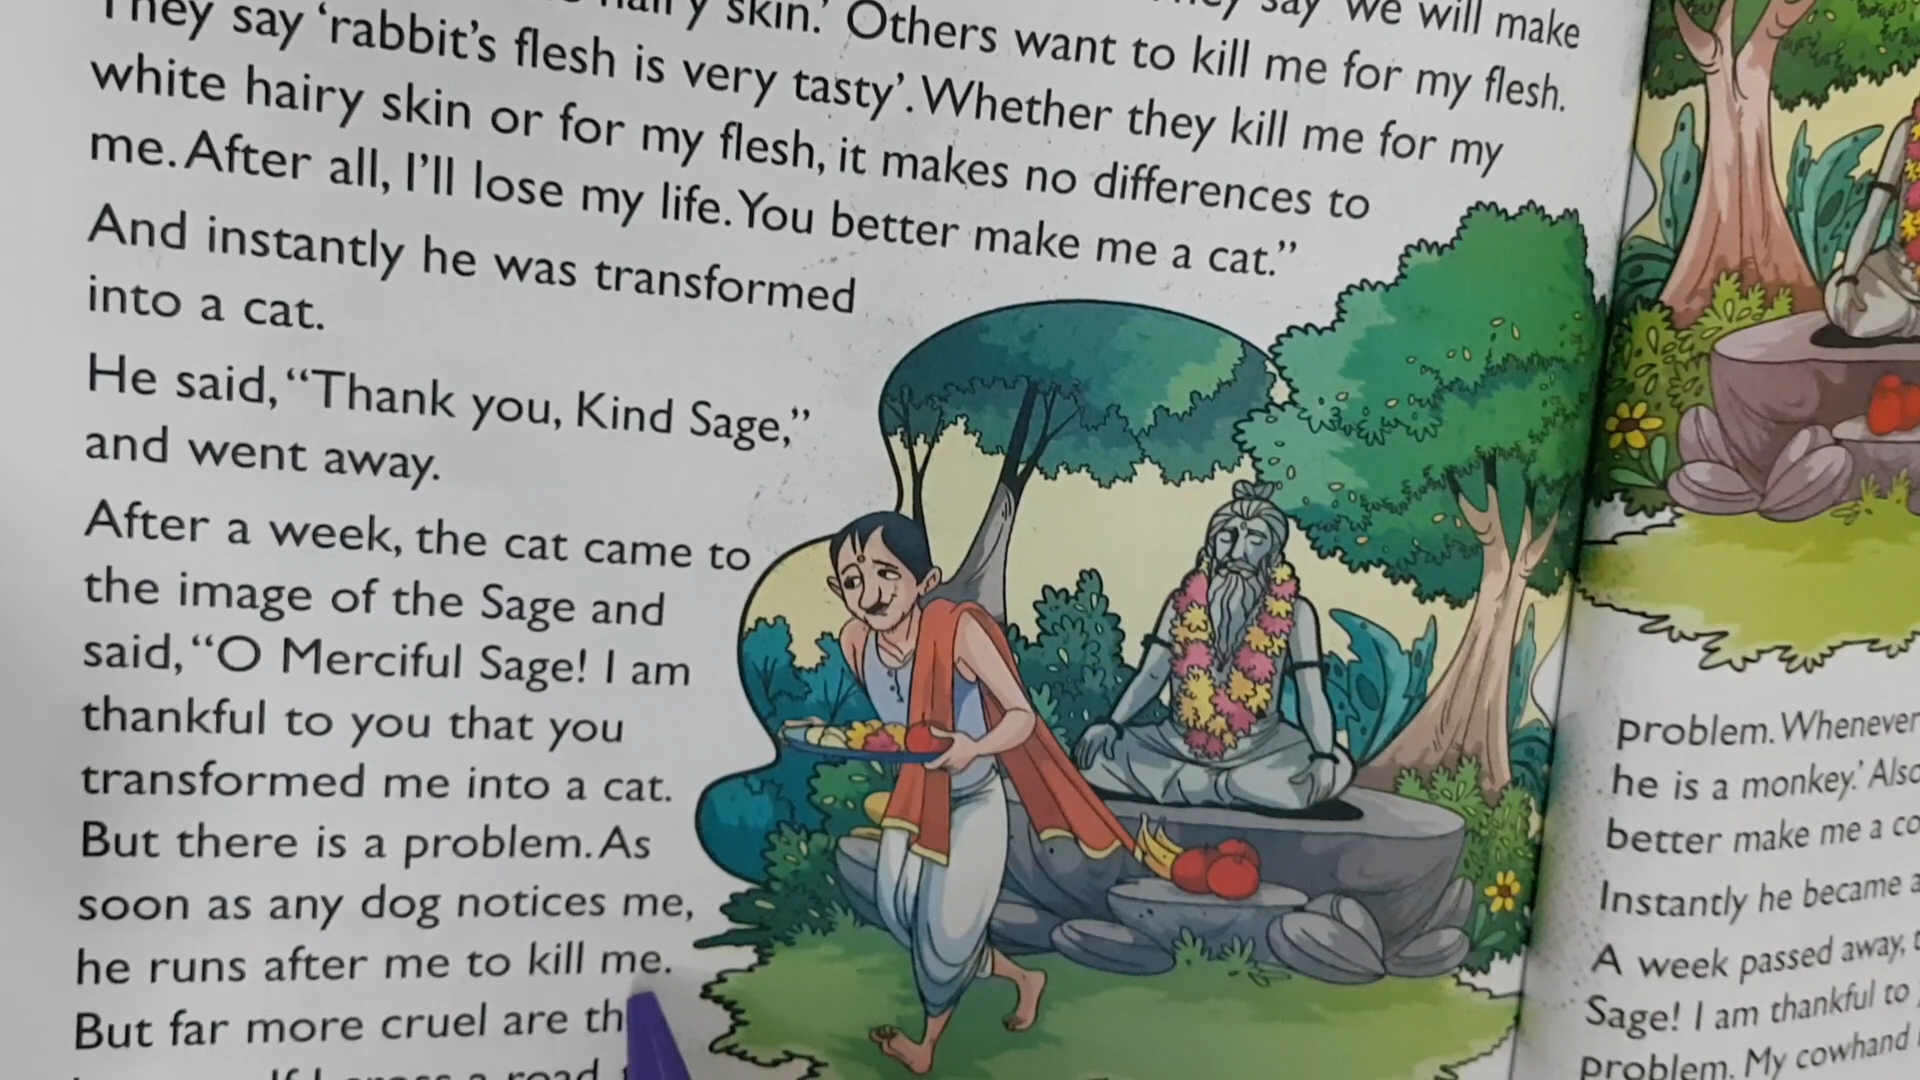 skin.' Others want to kill me for my flesh.
say we will make
They say 'rabbit's flesh is very tasty'. Whether they kill me for my
white hairy skin or for my flesh, it makes no differences to
me. After all, I'll lose my life. You better make me a cat."
And instantly he was transformed
into a cat.
He said, "Thank you, Kind Sage,"
and went away.
After a week, the cat came to
the image of the Sage and
said, "O Merciful Sage! I am
thankful to you that you
transformed me into a cat.
But there is a problem. As
soon as any dog notices me,
he runs after me to kill me.
But far more cruel are
problem. Whenever
he is a monkey.' Also
better make me a
Instantly he became
A week passed away,
Sage! I am thankful to
problem. My cowhand